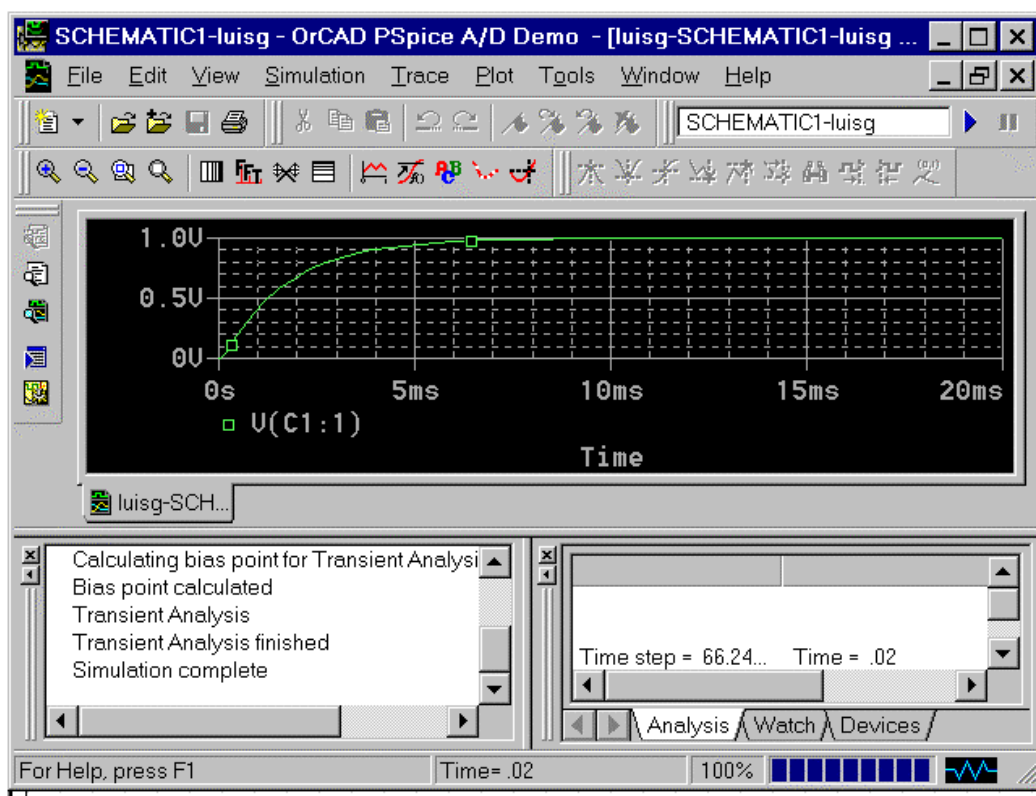 SCHEMATIC1-luisg - OrCAD PSpice A/D Demo - [luisg-SCHEMATIC1-luisg ...
File Edit View Simulation Trace Plot Tools Window Help
SCHEMATIC1-luisg
FFT
1.0V
0.5V
0V
0s 5ms 10ms 15ms 20ms
V(C1:1)
Time
luisg-SCH...
Calculating bias point for Transient Analysi
Bias point calculated
Transient Analysis
Transient Analysis finished
Simulation complete
Time step = 66.24... Time = .02
Analysis Watch Devices
For Help, press F1 Time= .02 100%